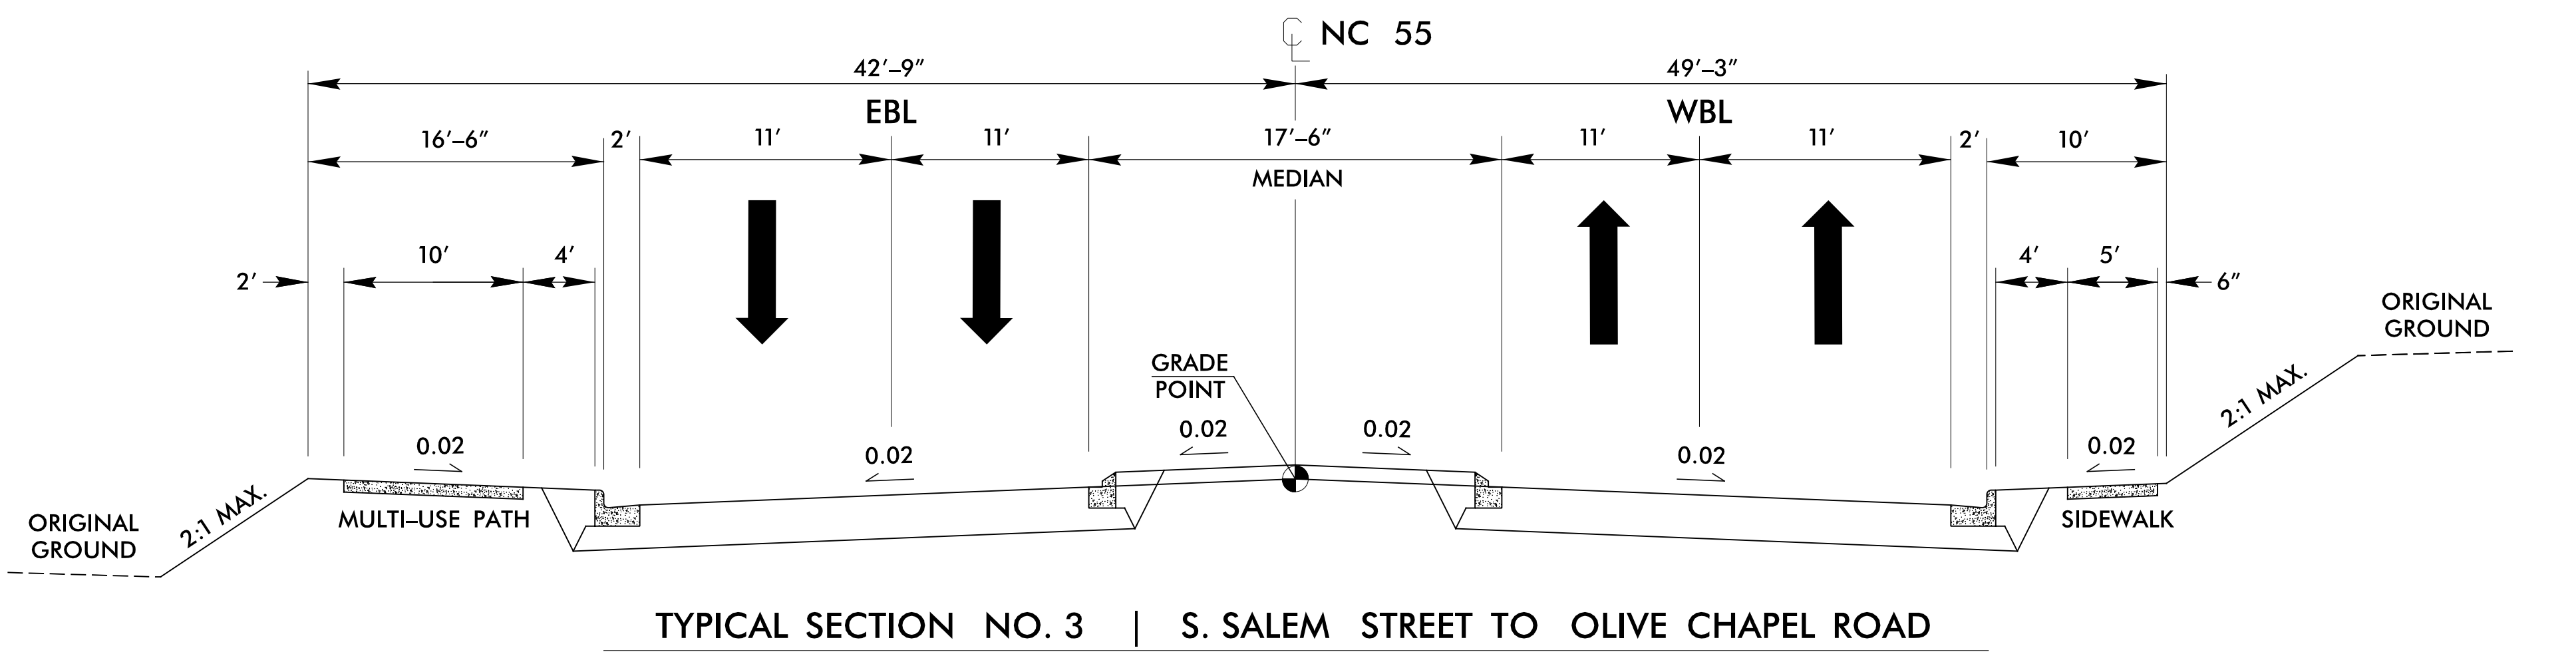 ℄ NC 55
42'–9" 49'–3"
EBL WBL
16'–6" 2' 11' 11' 17'–6" 11' 11' 2' 10'
MEDIAN
10' 4' 4' 5'
2' 6"
ORIGINAL
GROUND
GRADE
POINT
2:1 MAX.
0.02 0.02 0.02 0.02 0.02 0.02
2:1 MAX.
MULTI–USE PATH SIDEWALK
ORIGINAL
GROUND
TYPICAL SECTION NO. 3 | S. SALEM STREET TO OLIVE CHAPEL ROAD